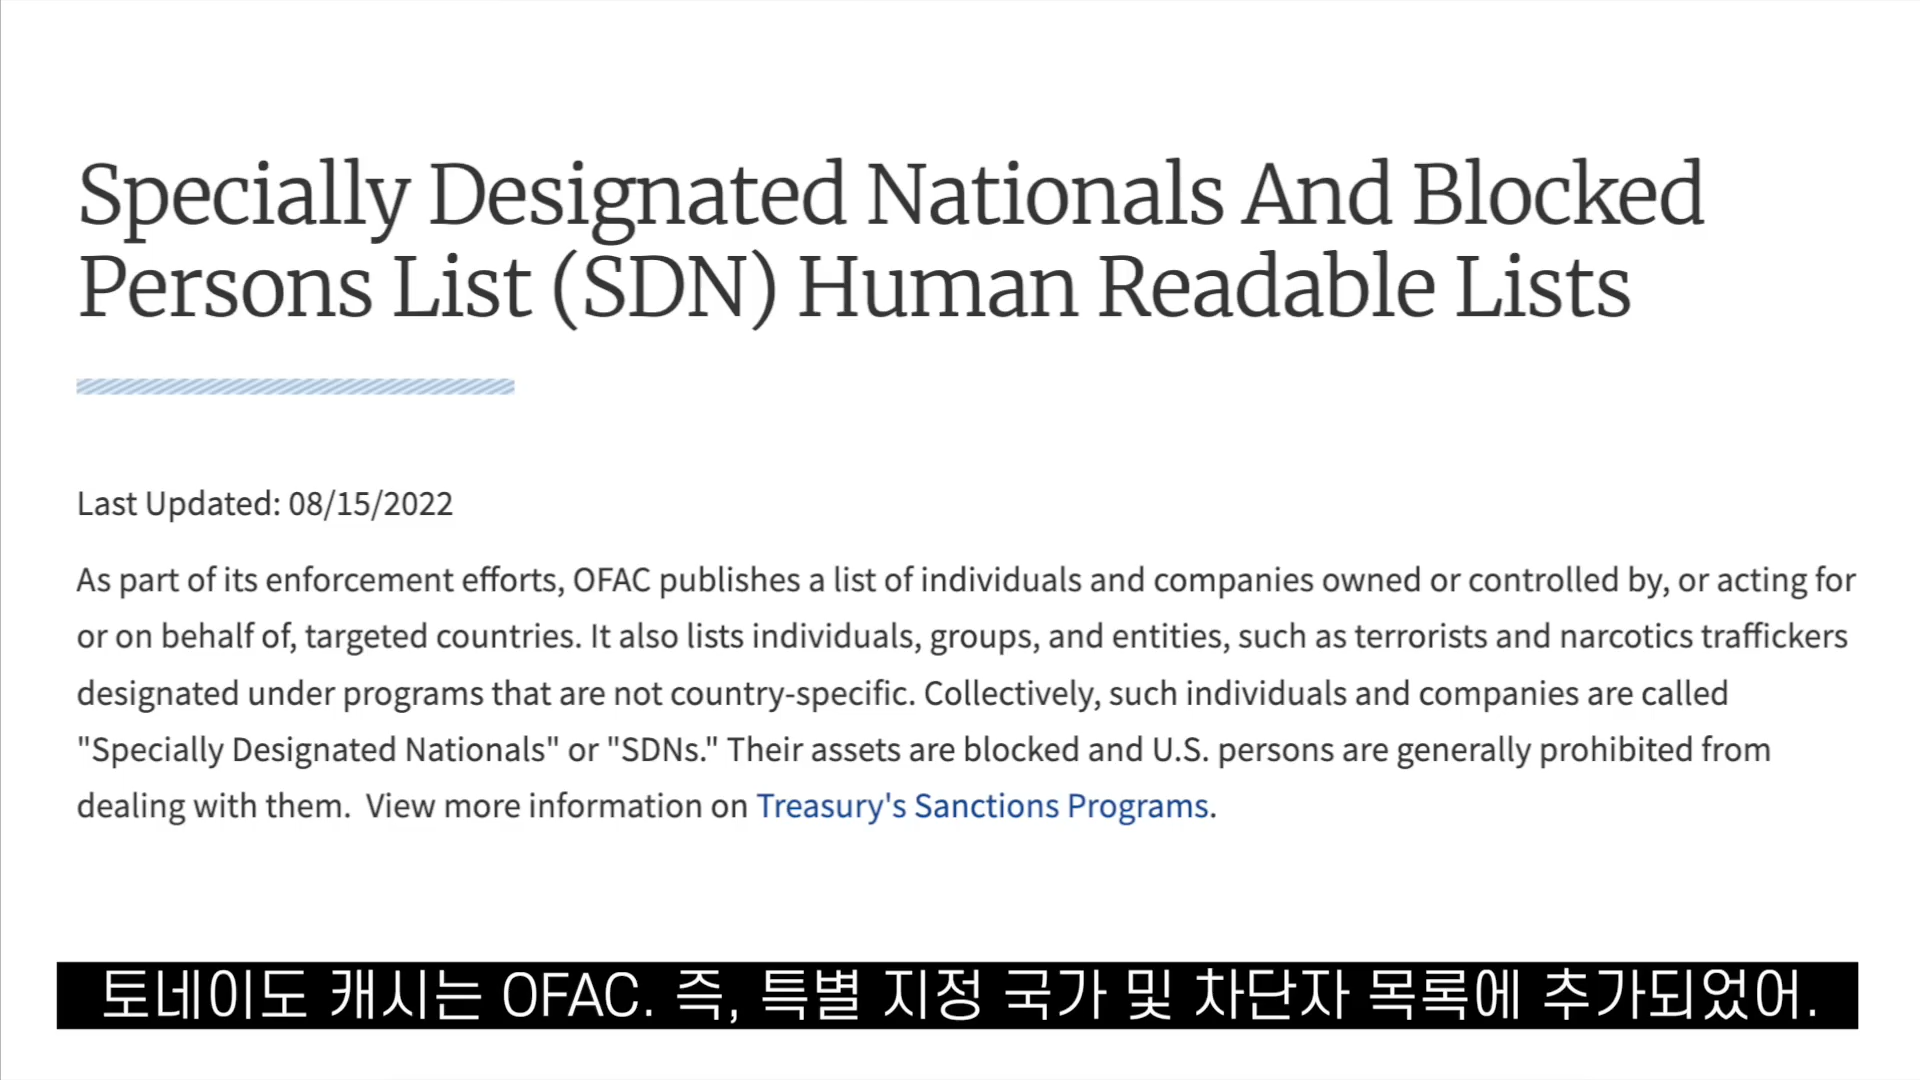 Specially Designated Nationals And Blocked
Persons List (SDN) Human Readable Lists
Last Updated: 08/15/2022
As part of its enforcement efforts, OFAC publishes a list of individuals and companies owned or controlled by, or acting for
or on behalf of, targeted countries. It also lists individuals, groups, and entities, such as terrorists and narcotics traffickers
designated under programs that are not country-specific. Collectively, such individuals and companies are called
"Specially Designated Nationals" or "SDNs." Their assets are blocked and U.S. persons are generally prohibited from
dealing with them.  View more information on Treasury's Sanctions Programs.
토네이도 캐시는 OFAC. 즉, 특별 지정 국가 및 차단자 목록에 추가되었어.